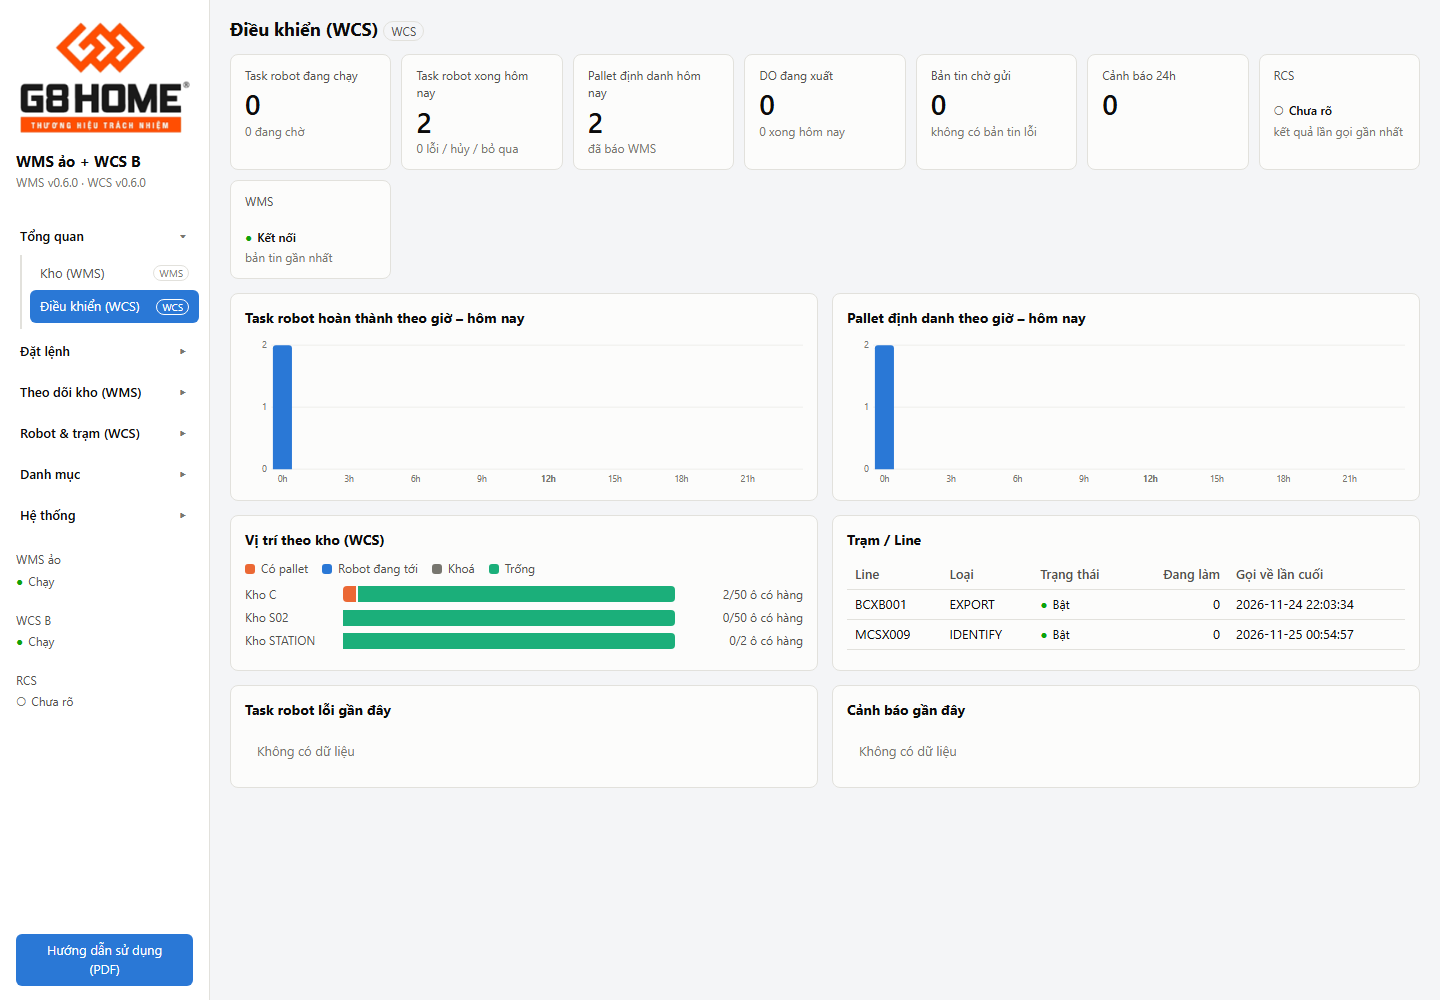 G8HOME®
THƯƠNG HIỆU TRÁCH NHIỆM
WMS ảo + WCS B
WMS v0.6.0 · WCS v0.6.0
Tổng quan
Kho (WMS) WMS
Điều khiển (WCS) WCS
Đặt lệnh
Theo dõi kho (WMS)
Robot & trạm (WCS)
Danh mục
Hệ thống
WMS ảo
Chạy
WCS B
Chạy
RCS
Chưa rõ
Hướng dẫn sử dụng
(PDF)
Điều khiển (WCS) WCS
Task robot đang chạy
0
0 đang chờ
Task robot xong hôm
nay
2
0 lỗi / hủy / bỏ qua
Pallet định danh hôm
nay
2
đã báo WMS
DO đang xuất
0
0 xong hôm nay
Bản tin chờ gửi
0
không có bản tin lỗi
Cảnh báo 24h
0
RCS
Chưa rõ
kết quả lần gọi gần nhất
WMS
Kết nối
bản tin gần nhất
Task robot hoàn thành theo giờ – hôm nay
2
1
0
0h 3h 6h 9h 12h 15h 18h 21h
Pallet định danh theo giờ – hôm nay
2
1
0
0h 3h 6h 9h 12h 15h 18h 21h
Vị trí theo kho (WCS)
Có pallet Robot đang tới Khoá Trống
Kho C 2/50 ô có hàng
Kho S02 0/50 ô có hàng
Kho STATION 0/2 ô có hàng
Trạm / Line
Line Loại Trạng thái Đang làm Gọi về lần cuối
BCXB001 EXPORT Bật 0 2026-11-24 22:03:34
MCSX009 IDENTIFY Bật 0 2026-11-25 00:54:57
Task robot lỗi gần đây
Không có dữ liệu
Cảnh báo gần đây
Không có dữ liệu